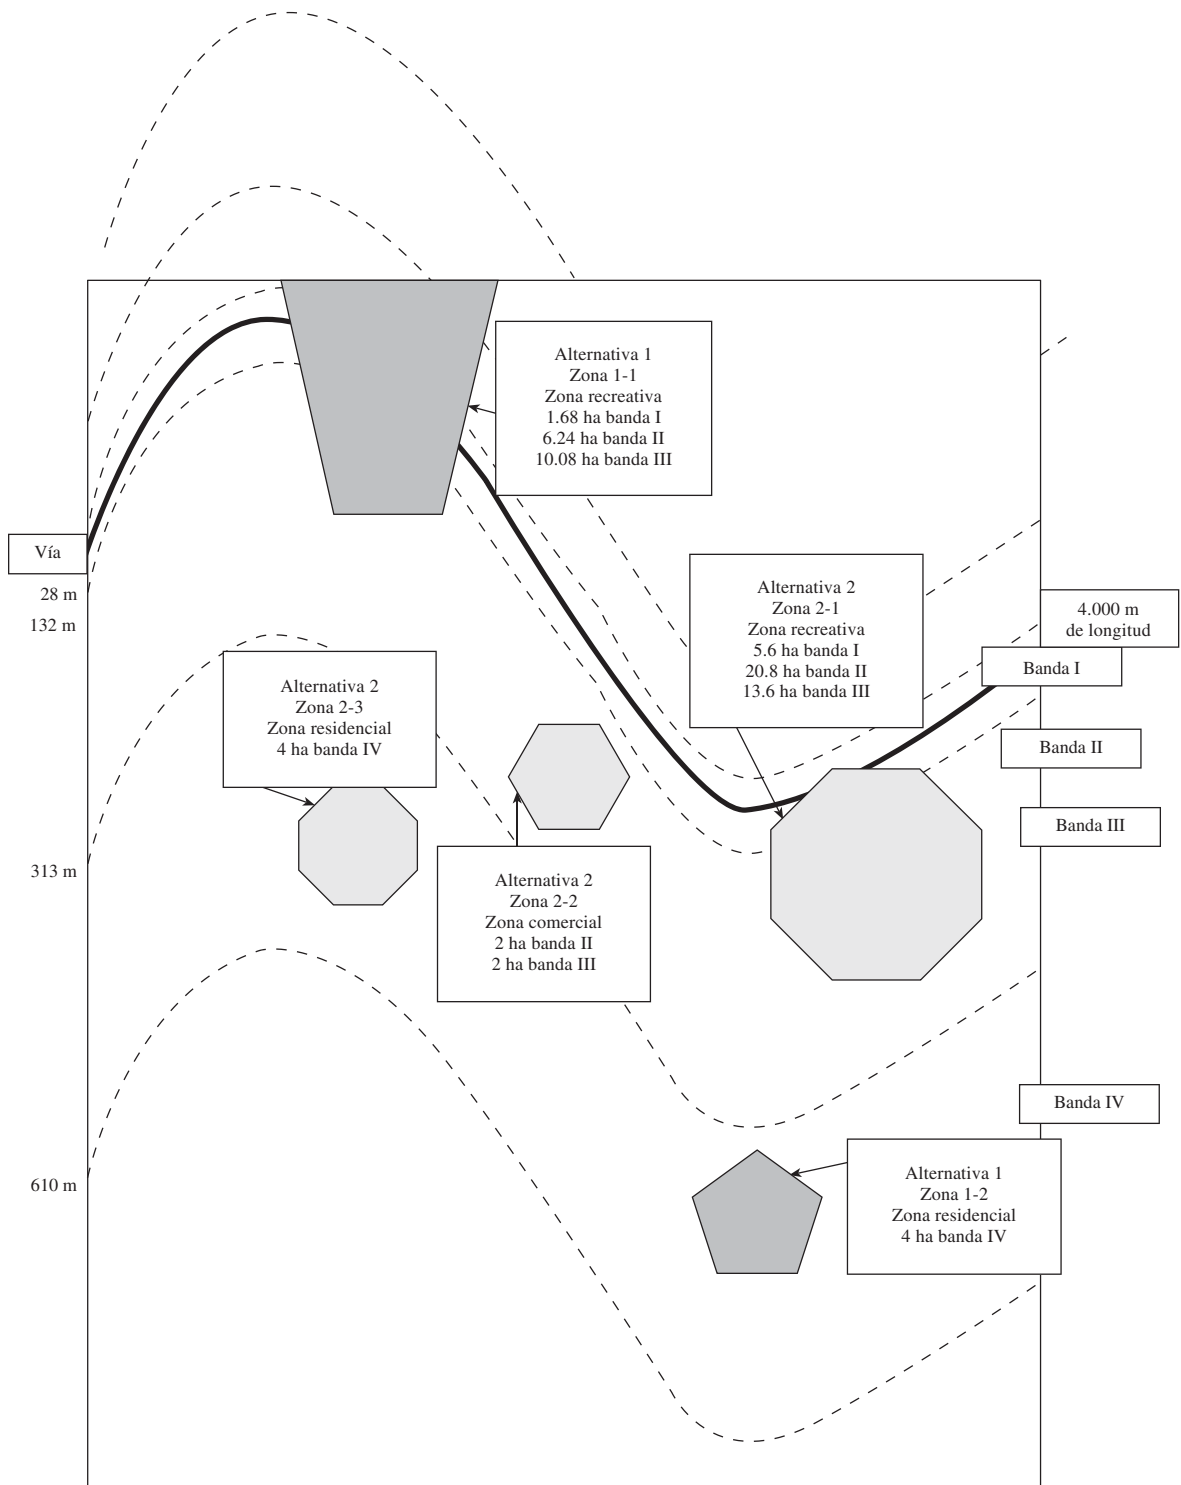 Alternativa 1
Zona 1-1
Zona recreativa
1.68 ha banda I
6.24 ha banda II
10.08 ha banda III
Vía
28 m
132 m
313 m
610 m
Alternativa 2
Zona 2-1
Zona recreativa
5.6 ha banda I
20.8 ha banda II
13.6 ha banda III
4.000 m
de longitud
Banda I
Banda II
Banda III
Banda IV
Alternativa 2
Zona 2-3
Zona residencial
4 ha banda IV
Alternativa 2
Zona 2-2
Zona comercial
2 ha banda II
2 ha banda III
Alternativa 1
Zona 1-2
Zona residencial
4 ha banda IV